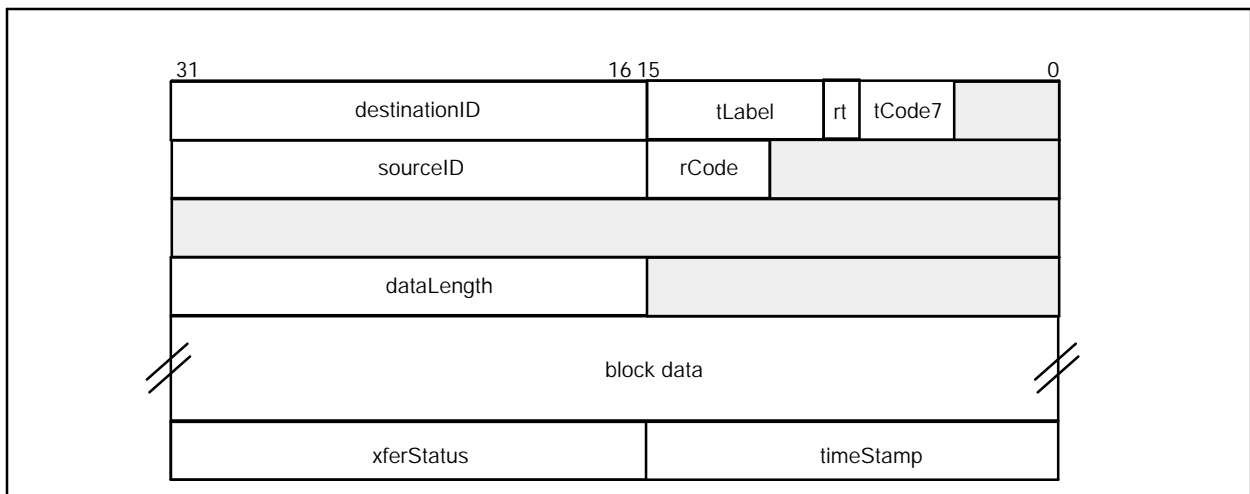 31 16 15 0
destinationID tLabel rt tCode7
sourceID rCode
dataLength
block data
xferStatus timeStamp